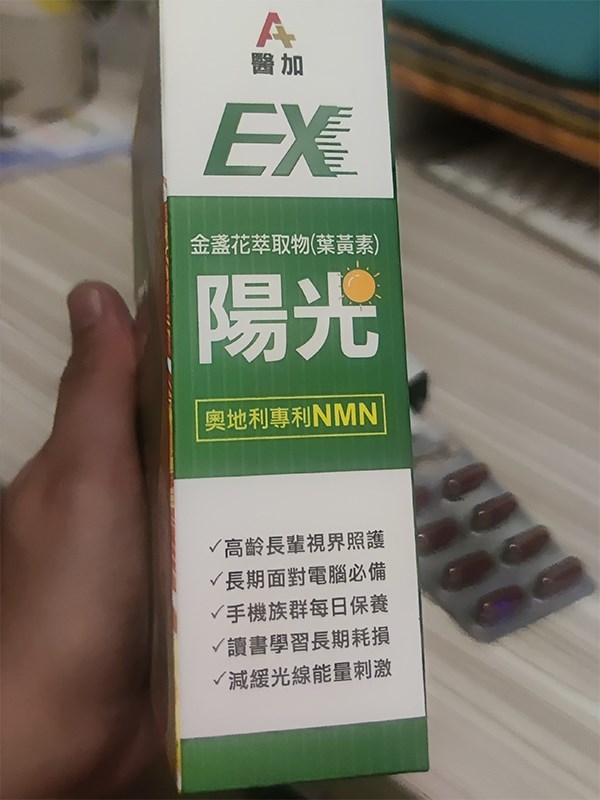 A+
醫加
EX
金盞花萃取物(葉黃素)
陽光
奧地利專利NMN
✓高齡長輩視界照護
✓長期面對電腦必備
✓手機族群每日保養
✓讀書學習長期耗損
✓減緩光線能量刺激